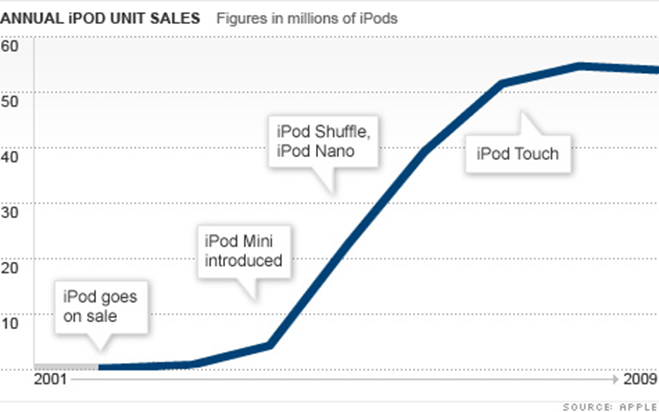 ANNUAL iPOD UNIT SALES Figures in millions of iPods
60
50
iPod Shuffle,
iPod Nano
40
iPod Touch
30
iPod Mini
introduced
20
iPod goes
on sale
10
2001
2009
SOURCE: APPLE